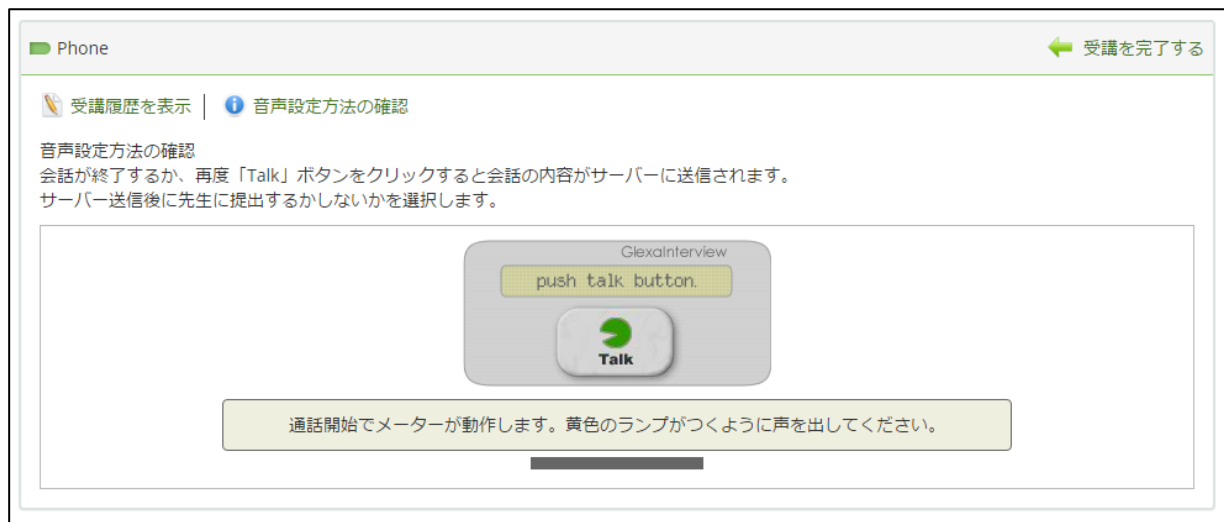 Phone
受講を完了する
受講履歴を表示
音声設定方法の確認
音声設定方法の確認
会話が終了するか、再度「Talk」ボタンをクリックすると会話の内容がサーバーに送信されます。
サーバー送信後に先生に提出するかしないかを選択します。
GlexaInterview
push talk button.
Talk
通話開始でメーターが動作します。黄色のランプがつくように声を出してください。